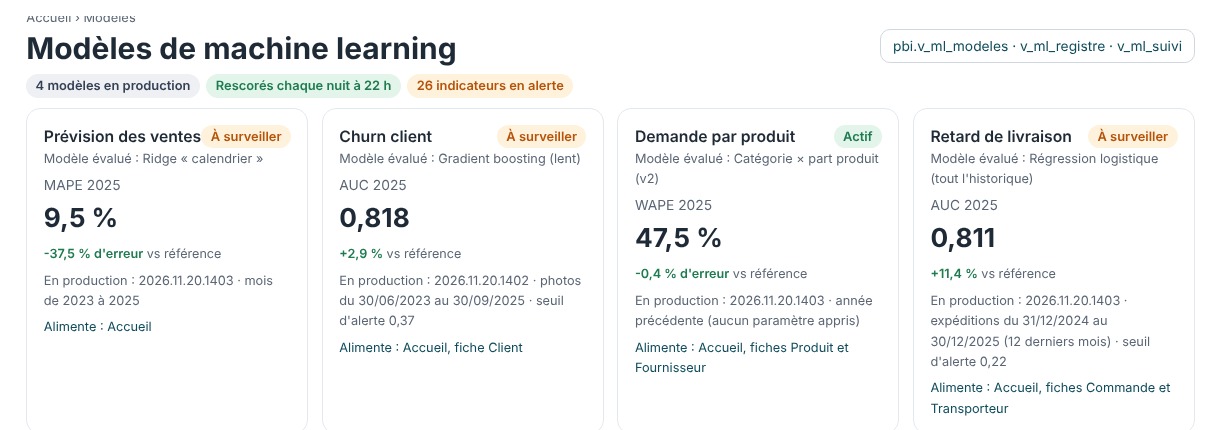 Accueil › Modèles
Modèles de machine learning
pbi.v_ml_modeles · v_ml_registre · v_ml_suivi
4 modèles en production
Rescorés chaque nuit à 22 h
26 indicateurs en alerte
Prévision des ventes
À surveiller
Modèle évalué : Ridge « calendrier »
MAPE 2025
9,5 %
-37,5 % d'erreur vs référence
En production : 2026.11.20.1403 · mois
de 2023 à 2025
Alimente : Accueil
Churn client
À surveiller
Modèle évalué : Gradient boosting (lent)
AUC 2025
0,818
+2,9 % vs référence
En production : 2026.11.20.1402 · photos
du 30/06/2023 au 30/09/2025 · seuil
d'alerte 0,37
Alimente : Accueil, fiche Client
Demande par produit
Actif
Modèle évalué : Catégorie × part produit
(v2)
WAPE 2025
47,5 %
-0,4 % d'erreur vs référence
En production : 2026.11.20.1403 · année
précédente (aucun paramètre appris)
Alimente : Accueil, fiches Produit et
Fournisseur
Retard de livraison
À surveiller
Modèle évalué : Régression logistique
(tout l'historique)
AUC 2025
0,811
+11,4 % vs référence
En production : 2026.11.20.1403 ·
expéditions du 31/12/2024 au
30/12/2025 (12 derniers mois) · seuil
d'alerte 0,22
Alimente : Accueil, fiches Commande et
Transporteur